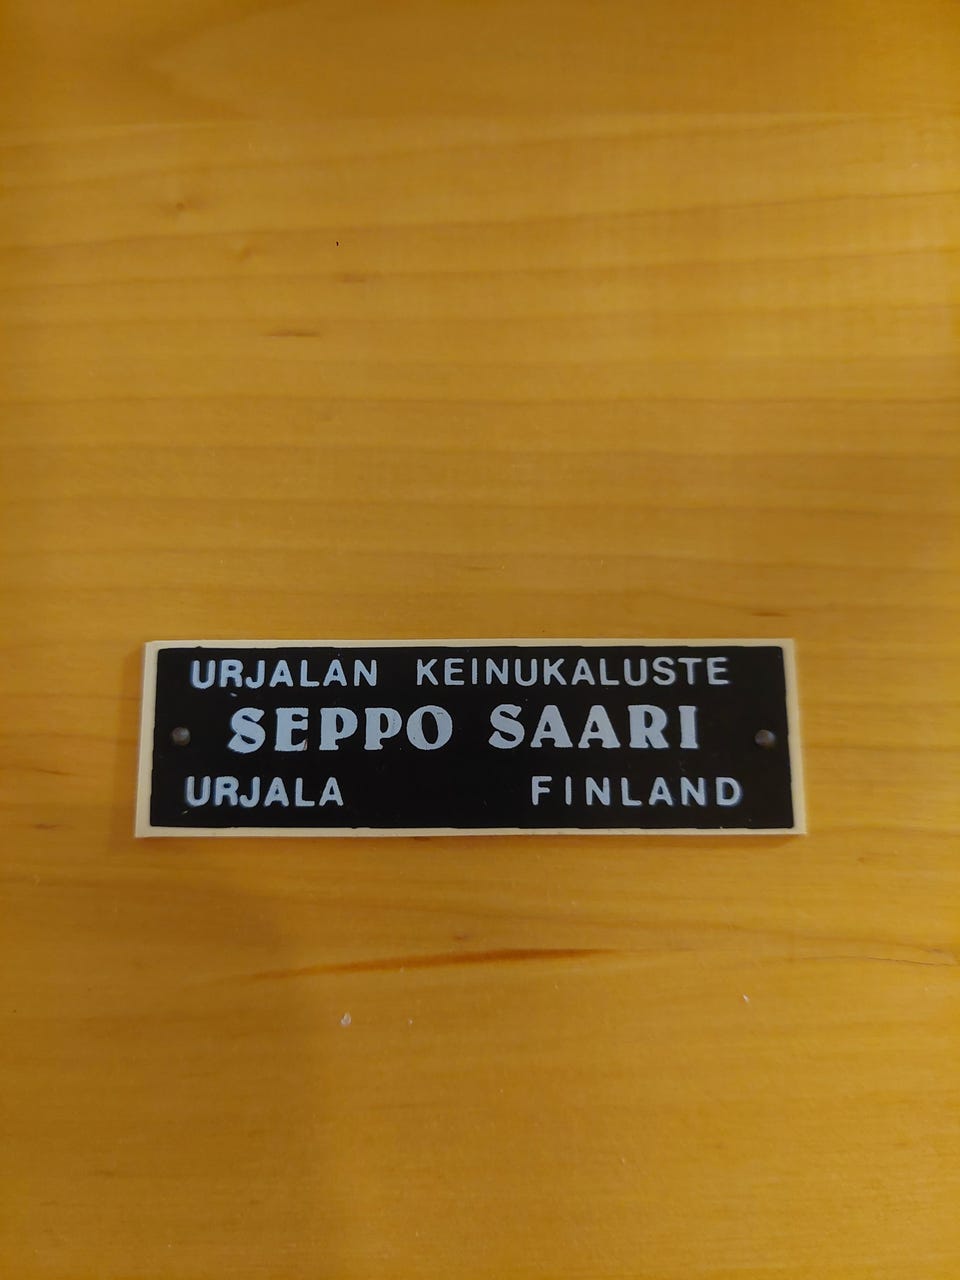 URJALAN KEINUKALUSTE
SEPPO SAARI
URJALA FINLAND